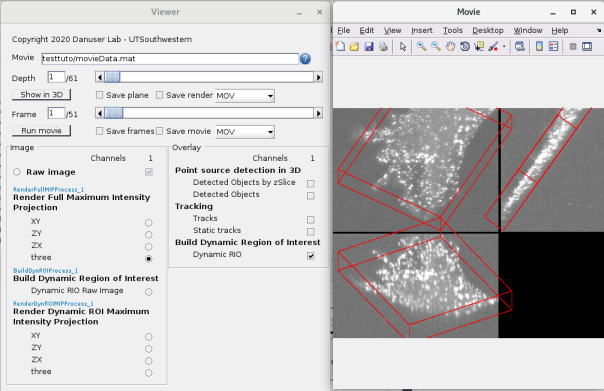 Viewer
Copyright 2020 Danuser Lab - UTSouthwestern
Movie testtuto/movieData.mat ?
Depth 1 /61
Show in 3D Save plane Save render MOV
Frame 1 /51
Run movie Save frames Save movie MOV
Image
Channels 1
Raw image
RenderFullMIPProcess_1
Render Full Maximum Intensity
Projection
XY
ZY
ZX
three
BuildDynROIProcess_1
Build Dynamic Region of Interest
Dynamic RIO Raw Image
RenderDynROIMIPProcess_1
Render Dynamic ROI Maximum
Intensity Projection
XY
ZY
ZX
three
Overlay
Channels 1
Point source detection in 3D
Detected Objects by zSlice
Detected Objects
Tracking
Tracks
Static tracks
Build Dynamic Region of Interest
Dynamic RIO
Movie
File Edit View Insert Tools Desktop Window Help